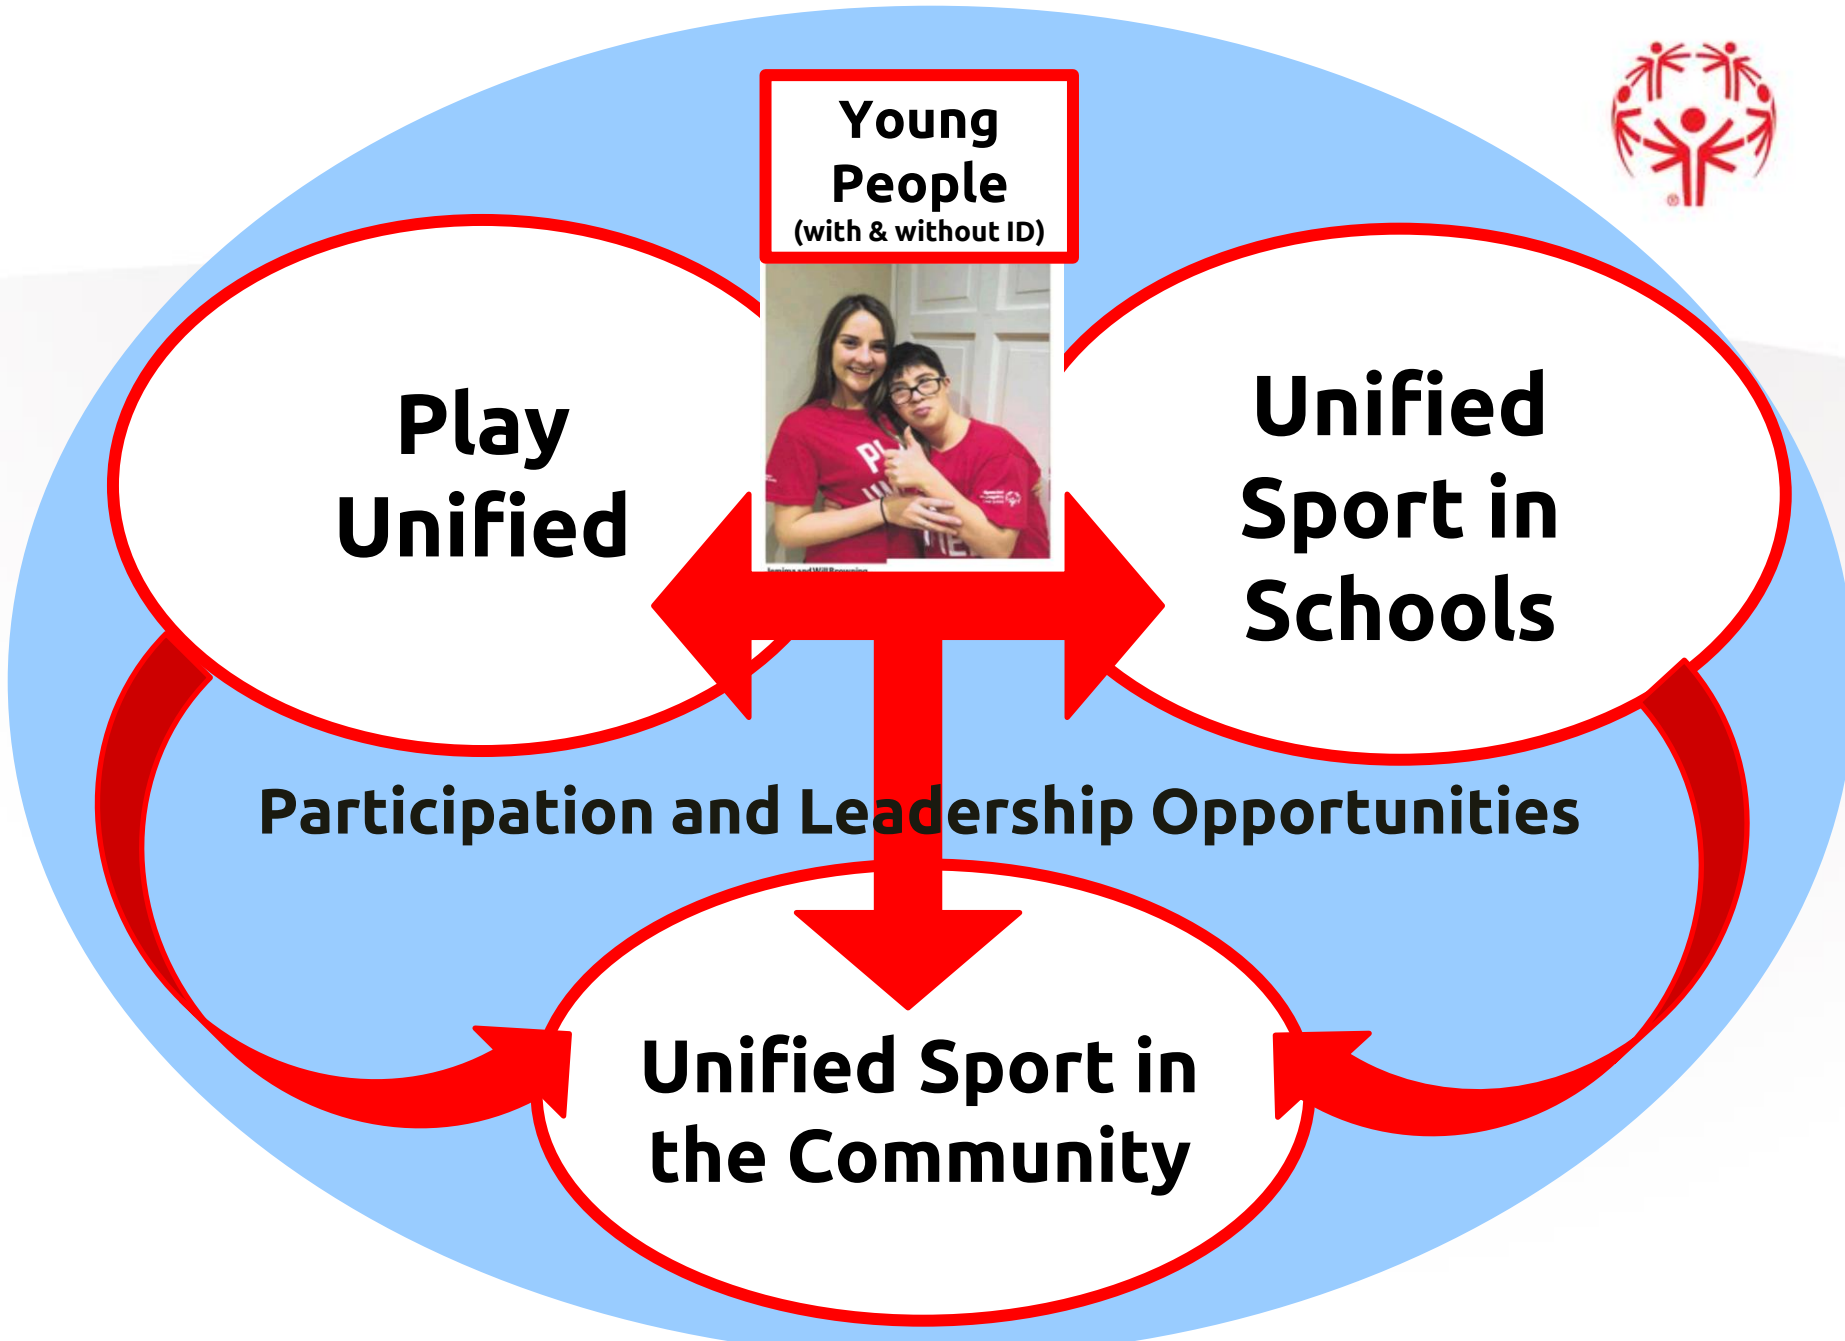 Young
People
(with & without ID)
Play
Unified
Unified
Sport in
Schools
Participation and Leadership Opportunities
Unified Sport in
the Community
®